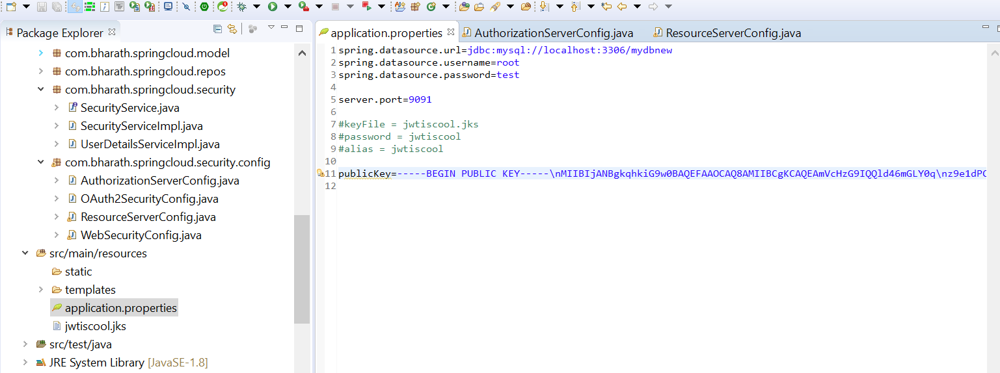 Package Explorer
com.bharath.springcloud.model
com.bharath.springcloud.repos
com.bharath.springcloud.security
SecurityService.java
SecurityServiceImpl.java
UserDetailsServiceImpl.java
com.bharath.springcloud.security.config
AuthorizationServerConfig.java
OAuth2SecurityConfig.java
ResourceServerConfig.java
WebSecurityConfig.java
src/main/resources
static
templates
application.properties
jwtiscool.jks
src/test/java
JRE System Library [JavaSE-1.8]
application.properties AuthorizationServerConfig.java ResourceServerConfig.java
1 spring.datasource.url=jdbc:mysql://localhost:3306/mydbnew
2 spring.datasource.username=root
3 spring.datasource.password=test
4
5 server.port=9091
6
7 #keyFile = jwtiscool.jks
8 #password = jwtiscool
9 #alias = jwtiscool
10
11 publicKey=-----BEGIN PUBLIC KEY-----\nMIIBIjANBgkqhkiG9w0BAQEFAAOCAQ8AMIIBCgKCAQEAmVcHzG9IQQld46mGLY0q\nz9e1dPC
12